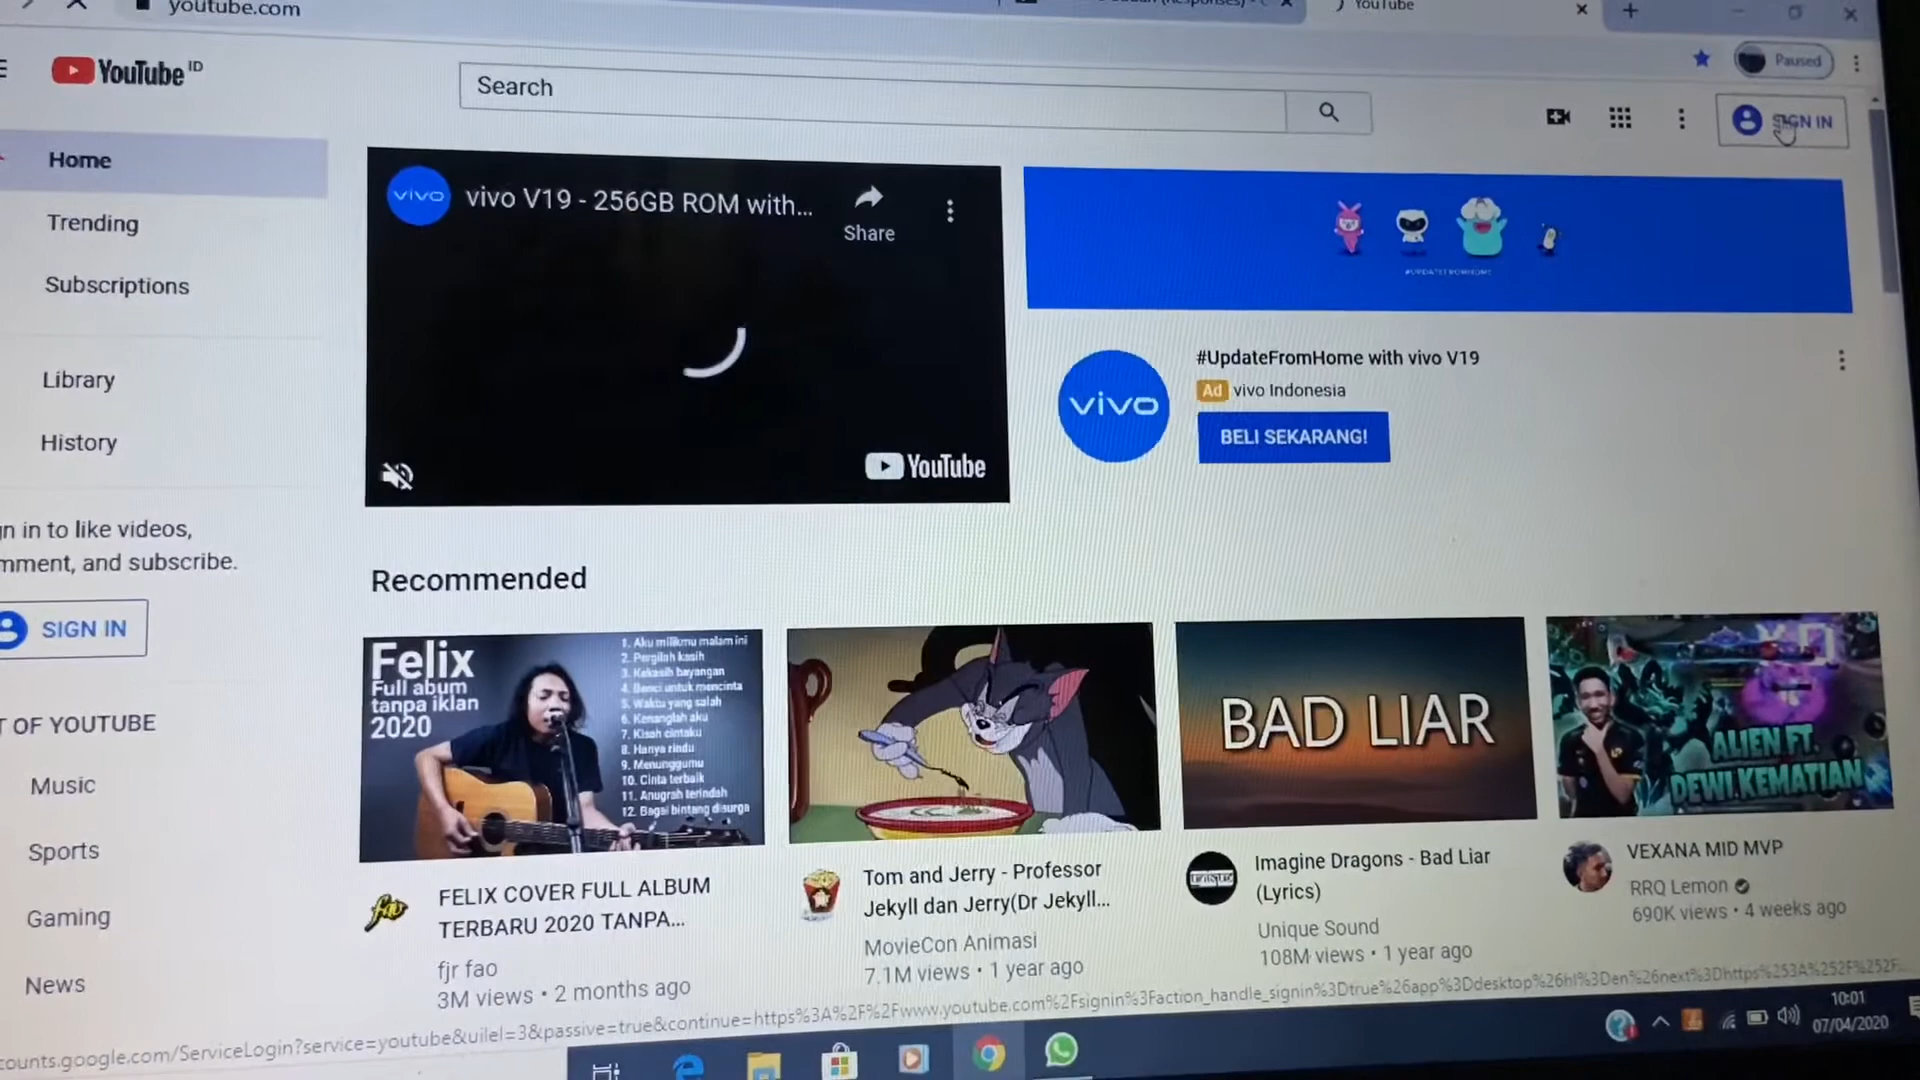 youtube.com
(Responses)
YouTube
Paused
YouTube ID
Search
SIGN IN
Home
Trending
Subscriptions
Library
History
n in to like videos,
mment, and subscribe.
SIGN IN
T OF YOUTUBE
Music
Sports
Gaming
News
vivo
vivo V19 - 256GB ROM with...
Share
YouTube
#UPDATEFROMHOME
vivo
#UpdateFromHome with vivo V19
Ad vivo Indonesia
BELI SEKARANG!
Recommended
Felix
Full abum
tanpa iklan
2020
1. Aku milikmu malam ini
2. Pergilah kasih
3. Kekasih bayangan
4. Benci untuk mencinta
5. Waktu yang salah
6. Kenanglah aku
7. Kisah cintaku
8. Hanya rindu
9. Menunggumu
10. Cinta terbaik
11. Anugrah terindah
12. Bagai bintang disurga
BAD LIAR
ALIEN FT.
DEWI KEMATIAN
fao
FELIX COVER FULL ALBUM
TERBARU 2020 TANPA...
fjr fao
3M views • 2 months ago
Tom and Jerry - Professor
Jekyll dan Jerry(Dr Jekyll...
MovieCon Animasi
7.1M views • 1 year ago
Imagine Dragons - Bad Liar
(Lyrics)
Unique Sound
108M views • 1 year ago
VEXANA MID MVP
RRQ Lemon
690K views • 4 weeks ago
counts.google.com/ServiceLogin?service=youtube&uilel=3&passive=true&continue=https%3A%2F%2Fwww.youtube.com%2Fsignin%3Faction_handle_signin%3Dtrue%26app%3Ddesktop%26hl%3Den%26next%3Dhttps%253A%252F%252F...
10:01
07/04/2020